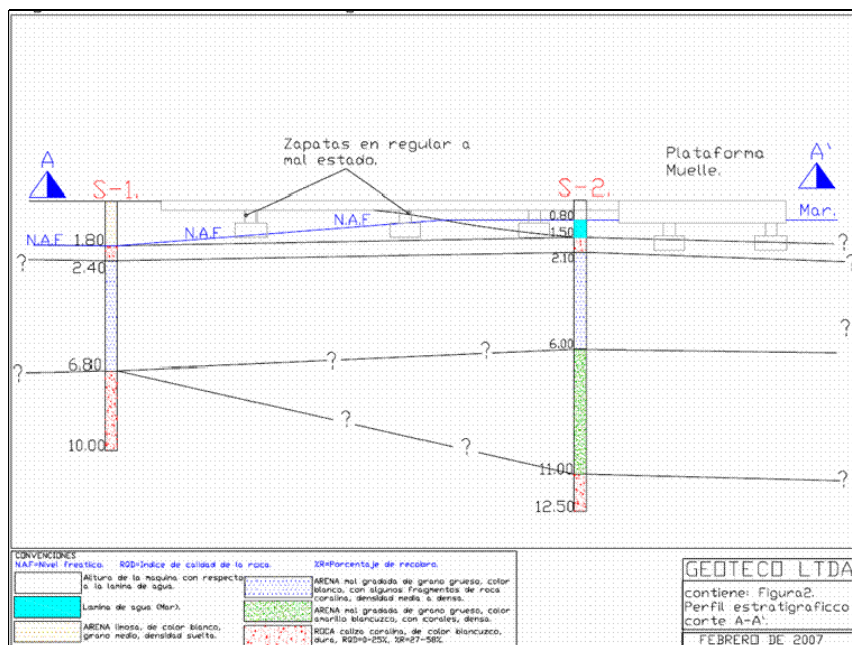 Zapatas en regular a
mal estado.
Plataforma
Muelle.
A
A'
S-1.
S-2.
Mar.
N.A.F
N.A.F
N.A.F
0.80
1.50
1.80
2.10
2.40
?
?
?
6.00
6.80
?
?
?
?
?
10.00
11.00
?
12.50
CONVENCIONES
N.A.F=Nivel freatico. RQD=Indice de calidad de la roca. %R=Porcentaje de recobro.
Altura de la maquina con respecto
a la lamina de agua.
Lamina de agua (Mar).
ARENA limosa, de color blanco,
grano medio, densidad suelta.
ARENA mal gradada de grano grueso, color
blanco, con algunos fragmentos de roca
coralina, densidad media a densa.
ARENA mal gradada de grano grueso, color
amarillo blancuzco, con corales, densa.
ROCA caliza coralina, de color blancuzco,
dura, RQD=0-25%, %R=27-58%.
GEOTECO LTDA
contiene: Figura2.
Perfil estratigraficco
corte A-A'.
FEBRERO DE 2007